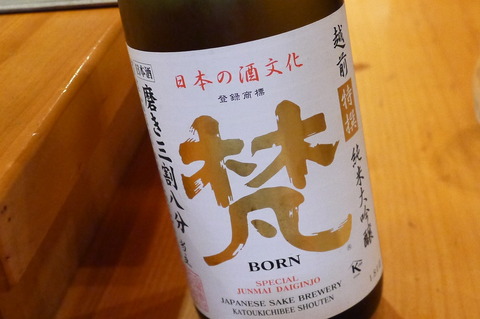 日本の酒文化
登録商標
梵
BORN
SPECIAL
JUNMAI DAIGINJO
JAPANESE SAKE BREWERY
KATOUKICHIBEE SHOUTEN
越前
特撰
純米大吟醸
日本酒
磨き三割八分